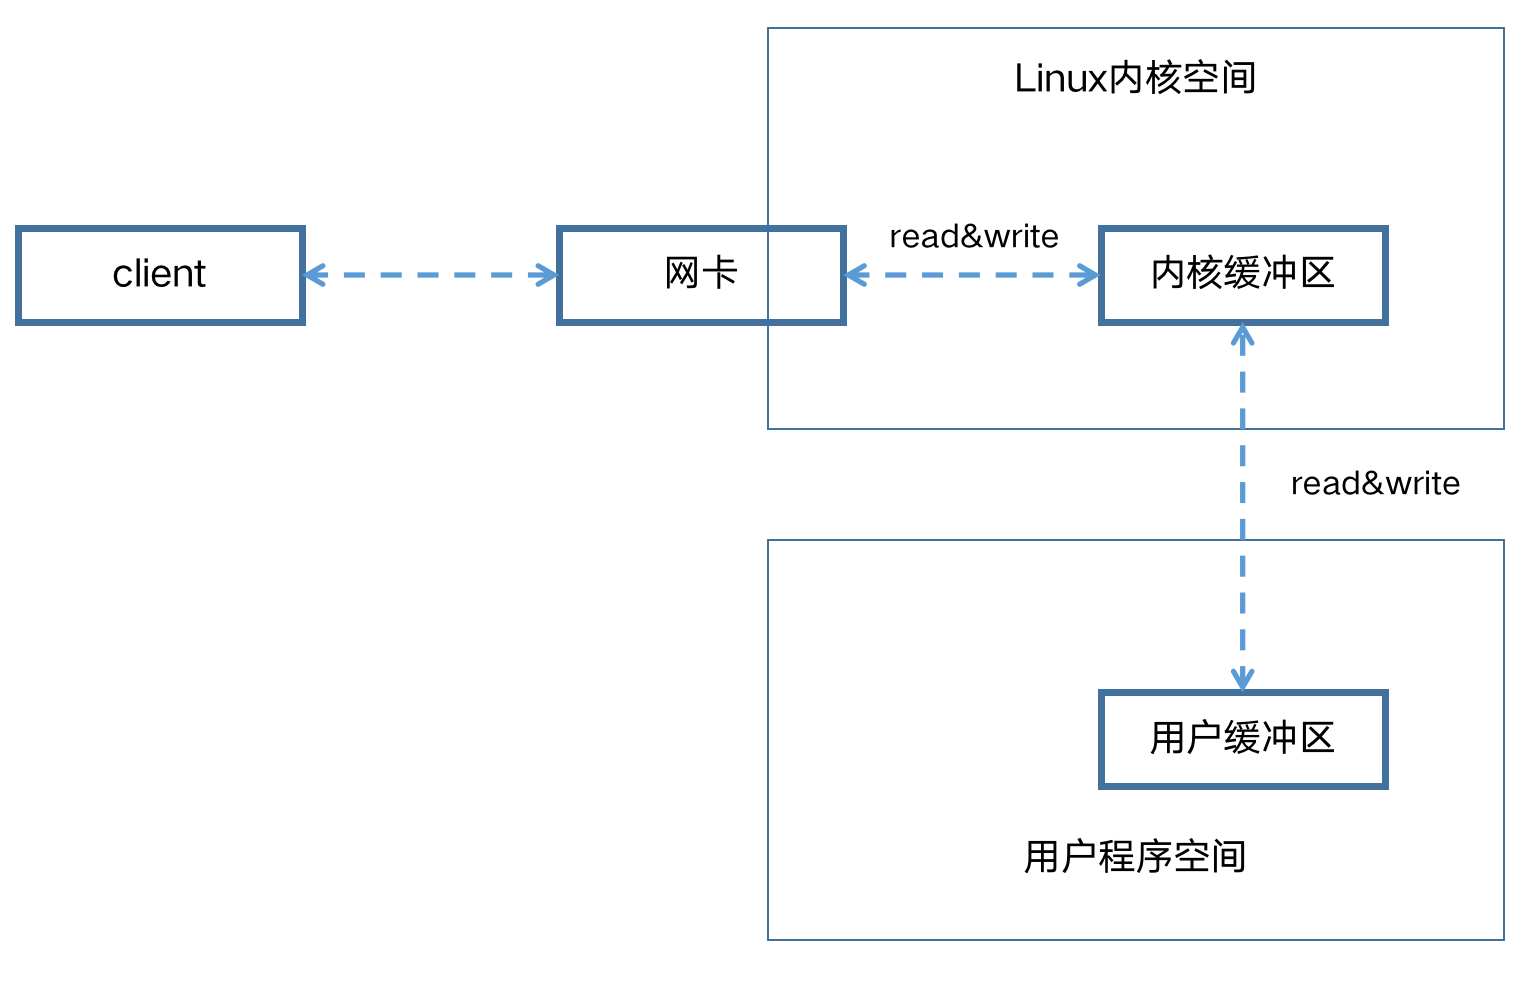 Linux内核空间
read&write
client
网卡
内核缓冲区
read&write
用户缓冲区
用户程序空间